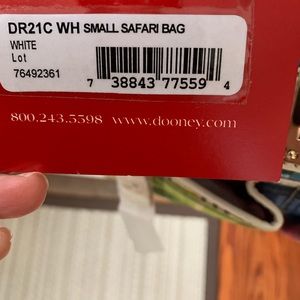 DR21C WH SMALL SAFARI BAG
WHITE
Lot
76492361
7 38843 77559 4
800.243.5598 www.dooney.com